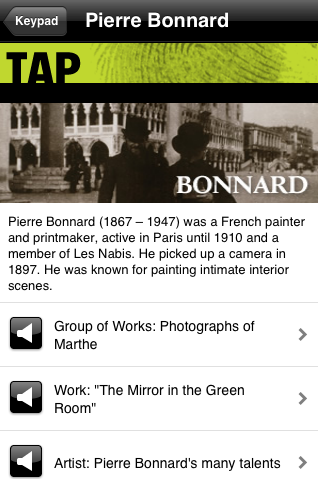 Keypad
Pierre Bonnard
TAP
BONNARD
Pierre Bonnard (1867 – 1947) was a French painter
and printmaker, active in Paris until 1910 and a
member of Les Nabis. He picked up a camera in
1897. He was known for painting intimate interior
scenes.
Group of Works: Photographs of
Marthe
Work: "The Mirror in the Green
Room"
Artist: Pierre Bonnard's many talents